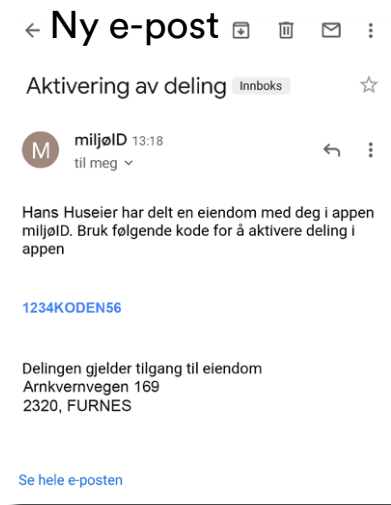 Ny e-post
Aktivering av deling Innboks
M
miljøID 13:18
til meg
Hans Huseier har delt en eiendom med deg i appen
miljøID. Bruk følgende kode for å aktivere deling i
appen
1234KODEN56
Delingen gjelder tilgang til eiendom
Arnkvernvegen 169
2320, FURNES
Se hele e-posten